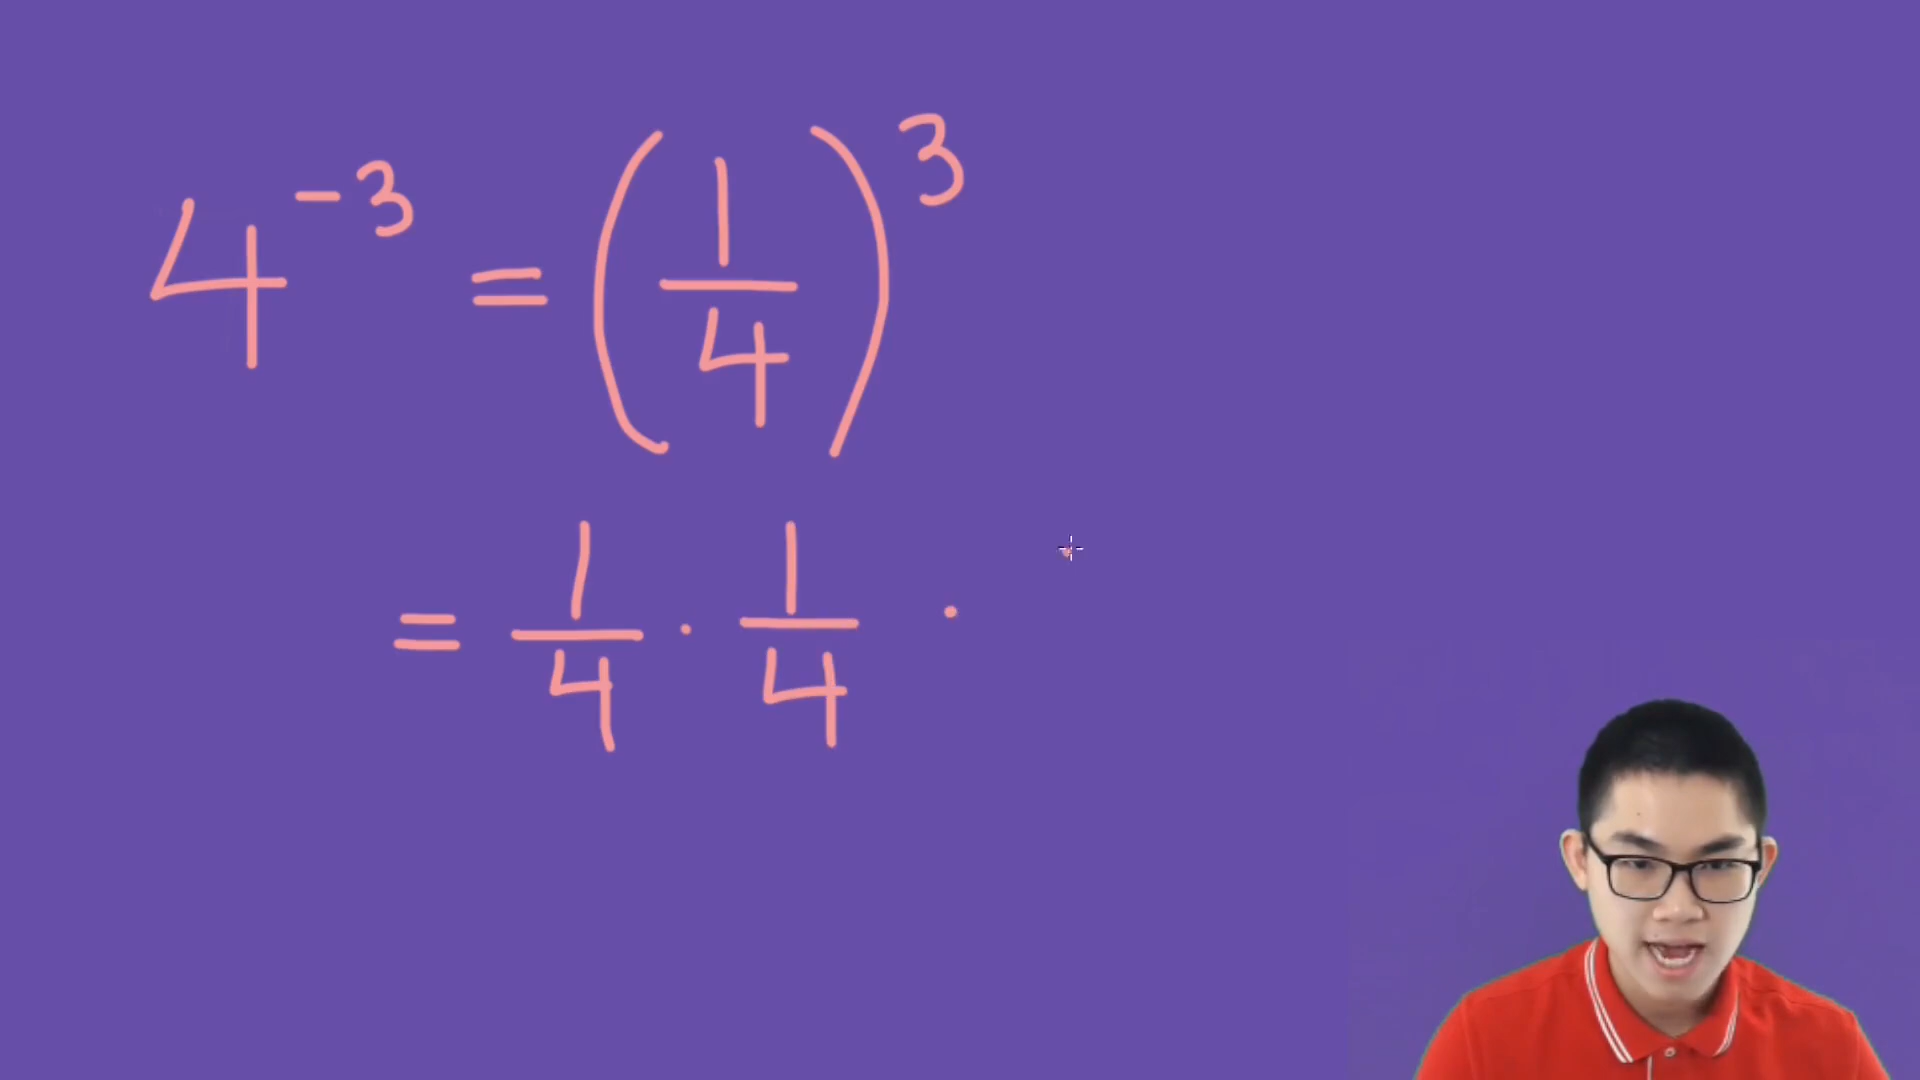 4⁻³ = (1/4)³
= 1/4 · 1/4 ·